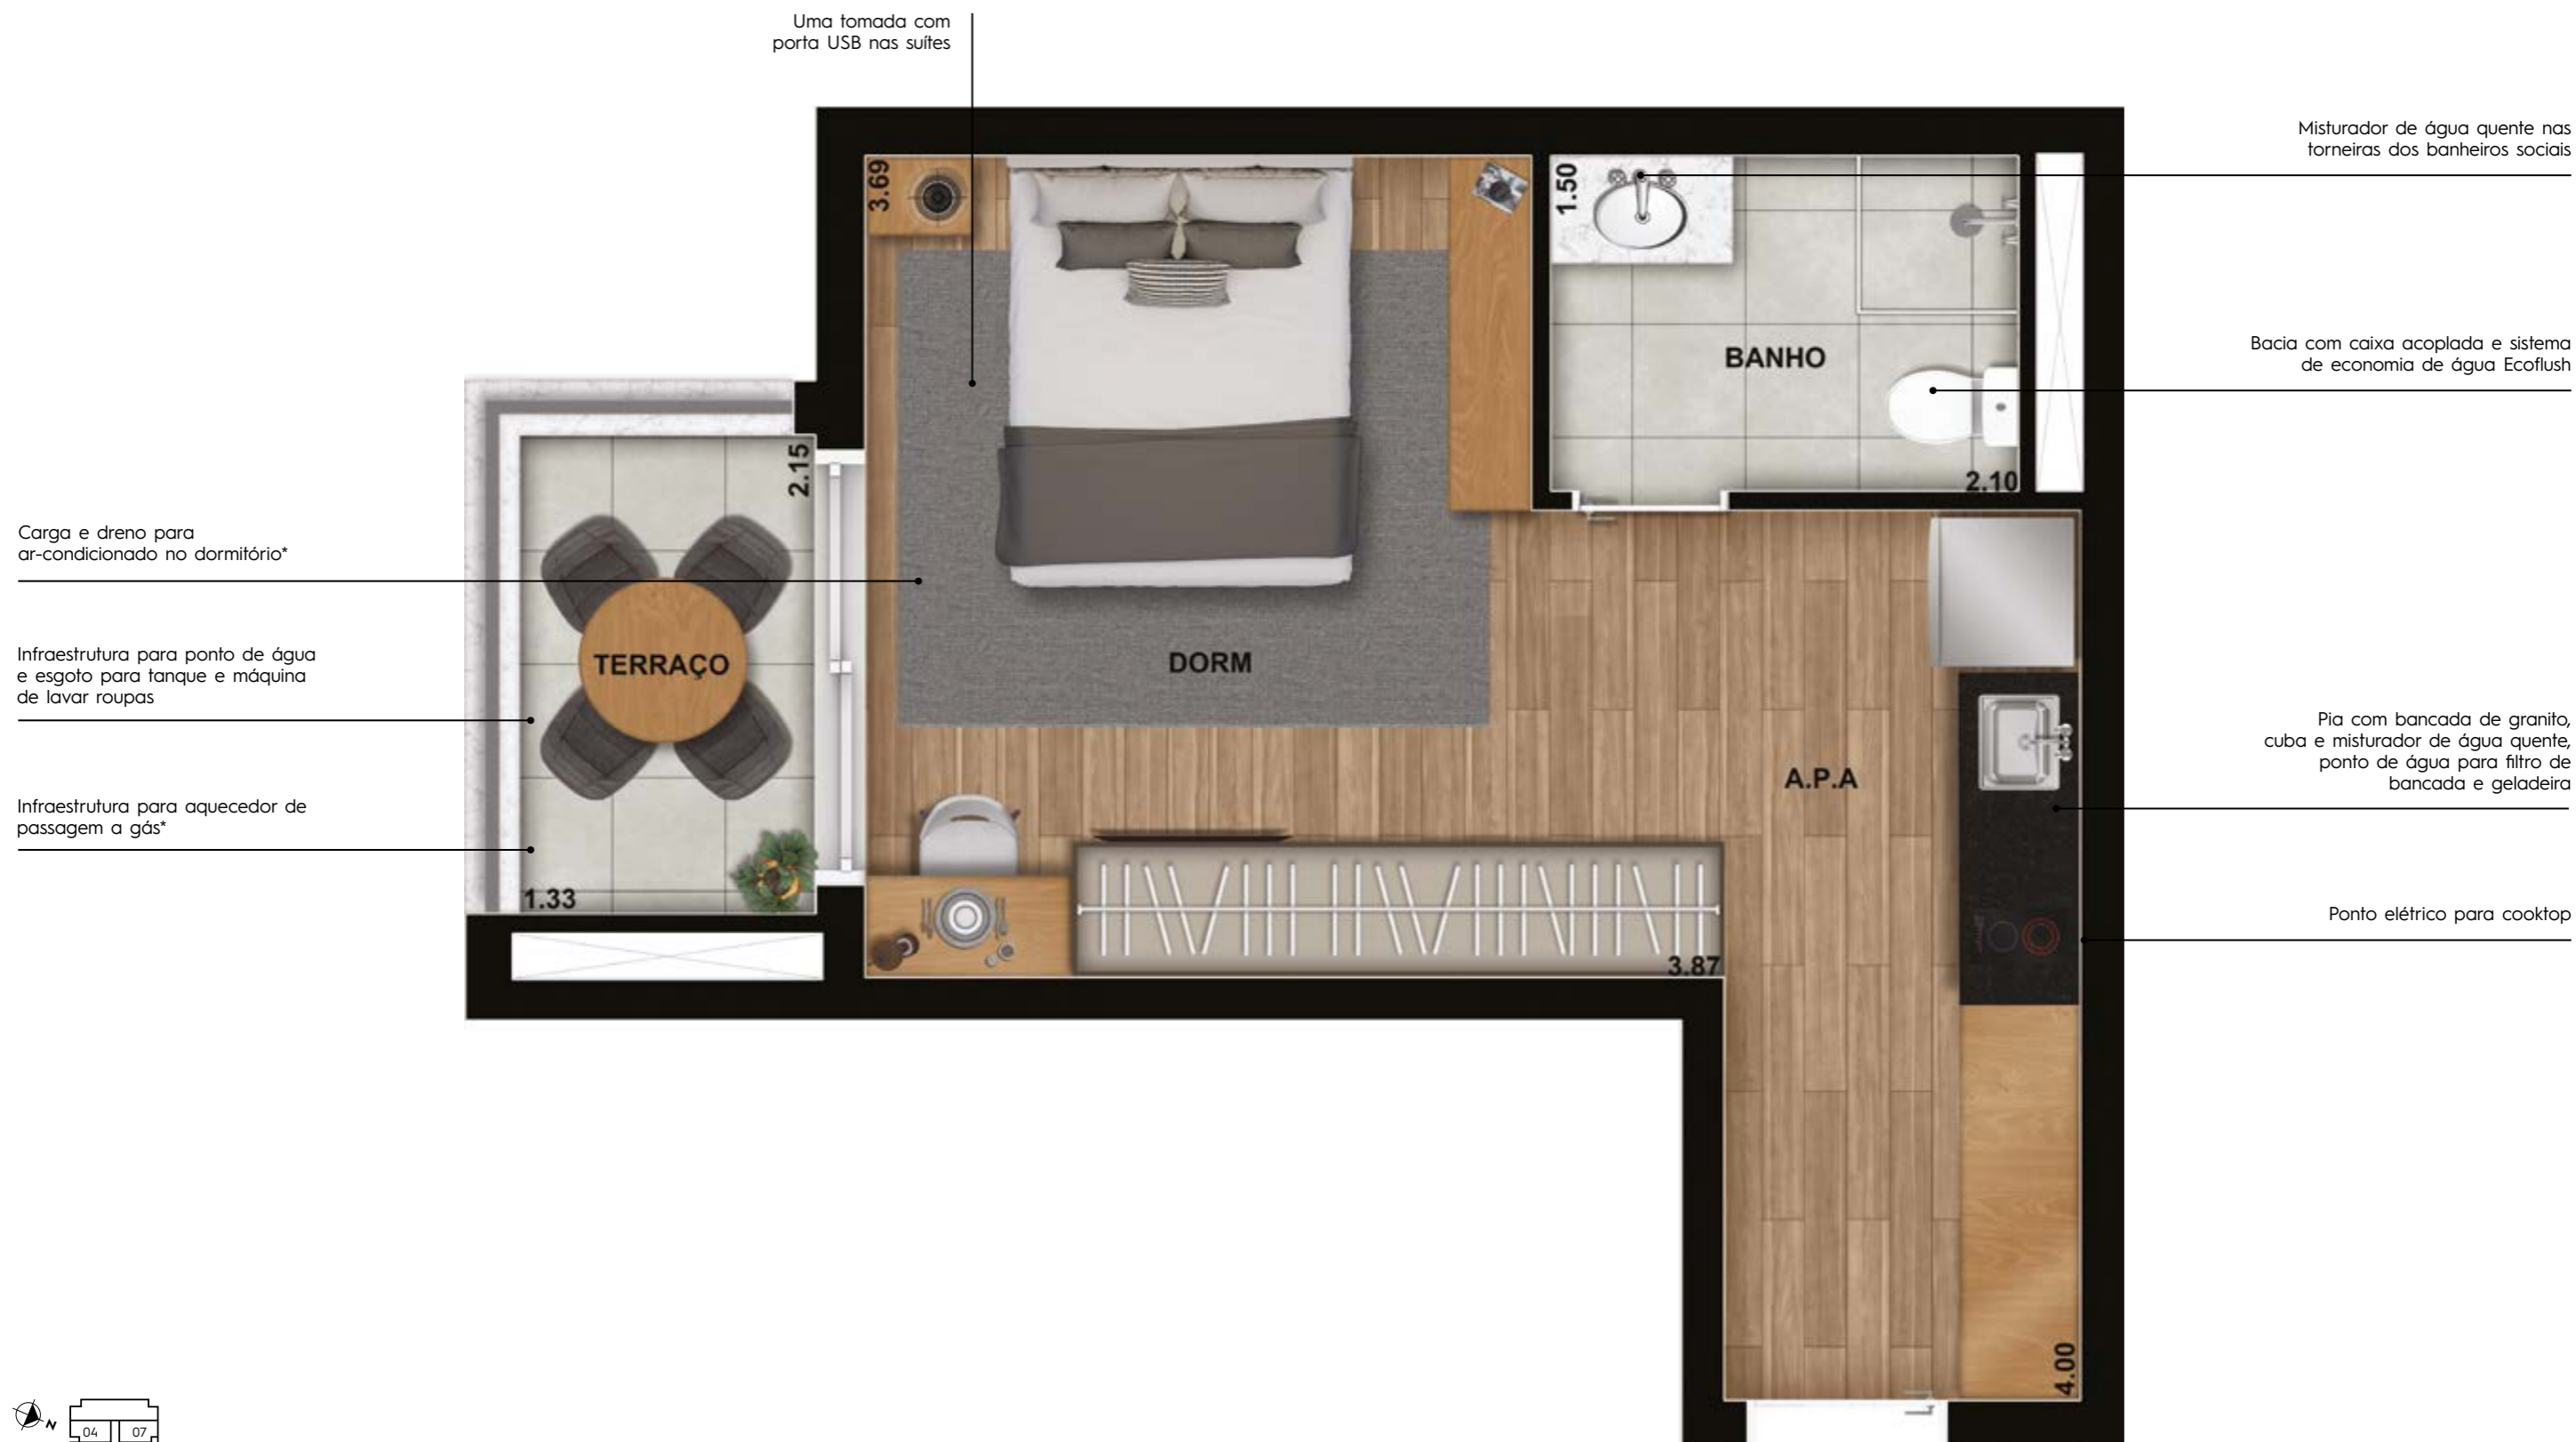 Uma tomada com
porta USB nas suítes
Misturador de água quente nas
torneiras dos banheiros sociais
3.69
1.50
Bacia com caixa acoplada e sistema
de economia de água Ecoflush
BANHO
2.15
2.10
Carga e dreno para
ar-condicionado no dormitório*
Infraestrutura para ponto de água
e esgoto para tanque e máquina
de lavar roupas
TERRAÇO
DORM
Pia com bancada de granito,
cuba e misturador de água quente,
ponto de água para filtro de
bancada e geladeira
A.P.A
Infraestrutura para aquecedor de
passagem a gás*
1.33
Ponto elétrico para cooktop
3.87
4.00
N
04 07